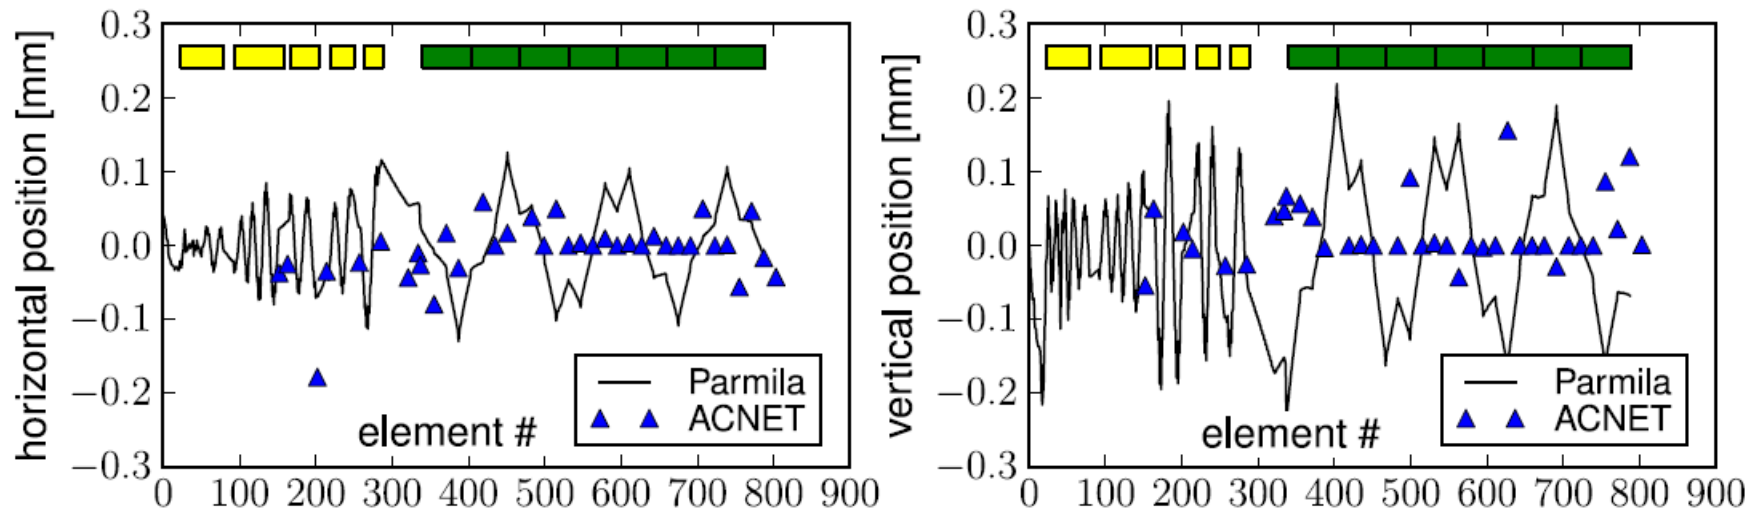 horizontal position [mm]
0.3
0.2
0.1
0.0
−0.1
−0.2
−0.3
0 100 200 300 400 500 600 700 800 900
element #
Parmila
ACNET
vertical position [mm]
0.3
0.2
0.1
0.0
−0.1
−0.2
−0.3
0 100 200 300 400 500 600 700 800 900
element #
Parmila
ACNET